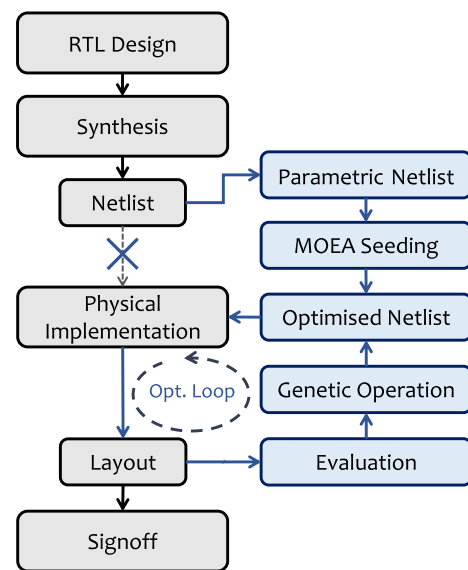 RTL Design
Synthesis
Netlist
Parametric Netlist
MOEA Seeding
Physical
Implementation
Optimised Netlist
Opt. Loop
Genetic Operation
Layout
Evaluation
Signoff